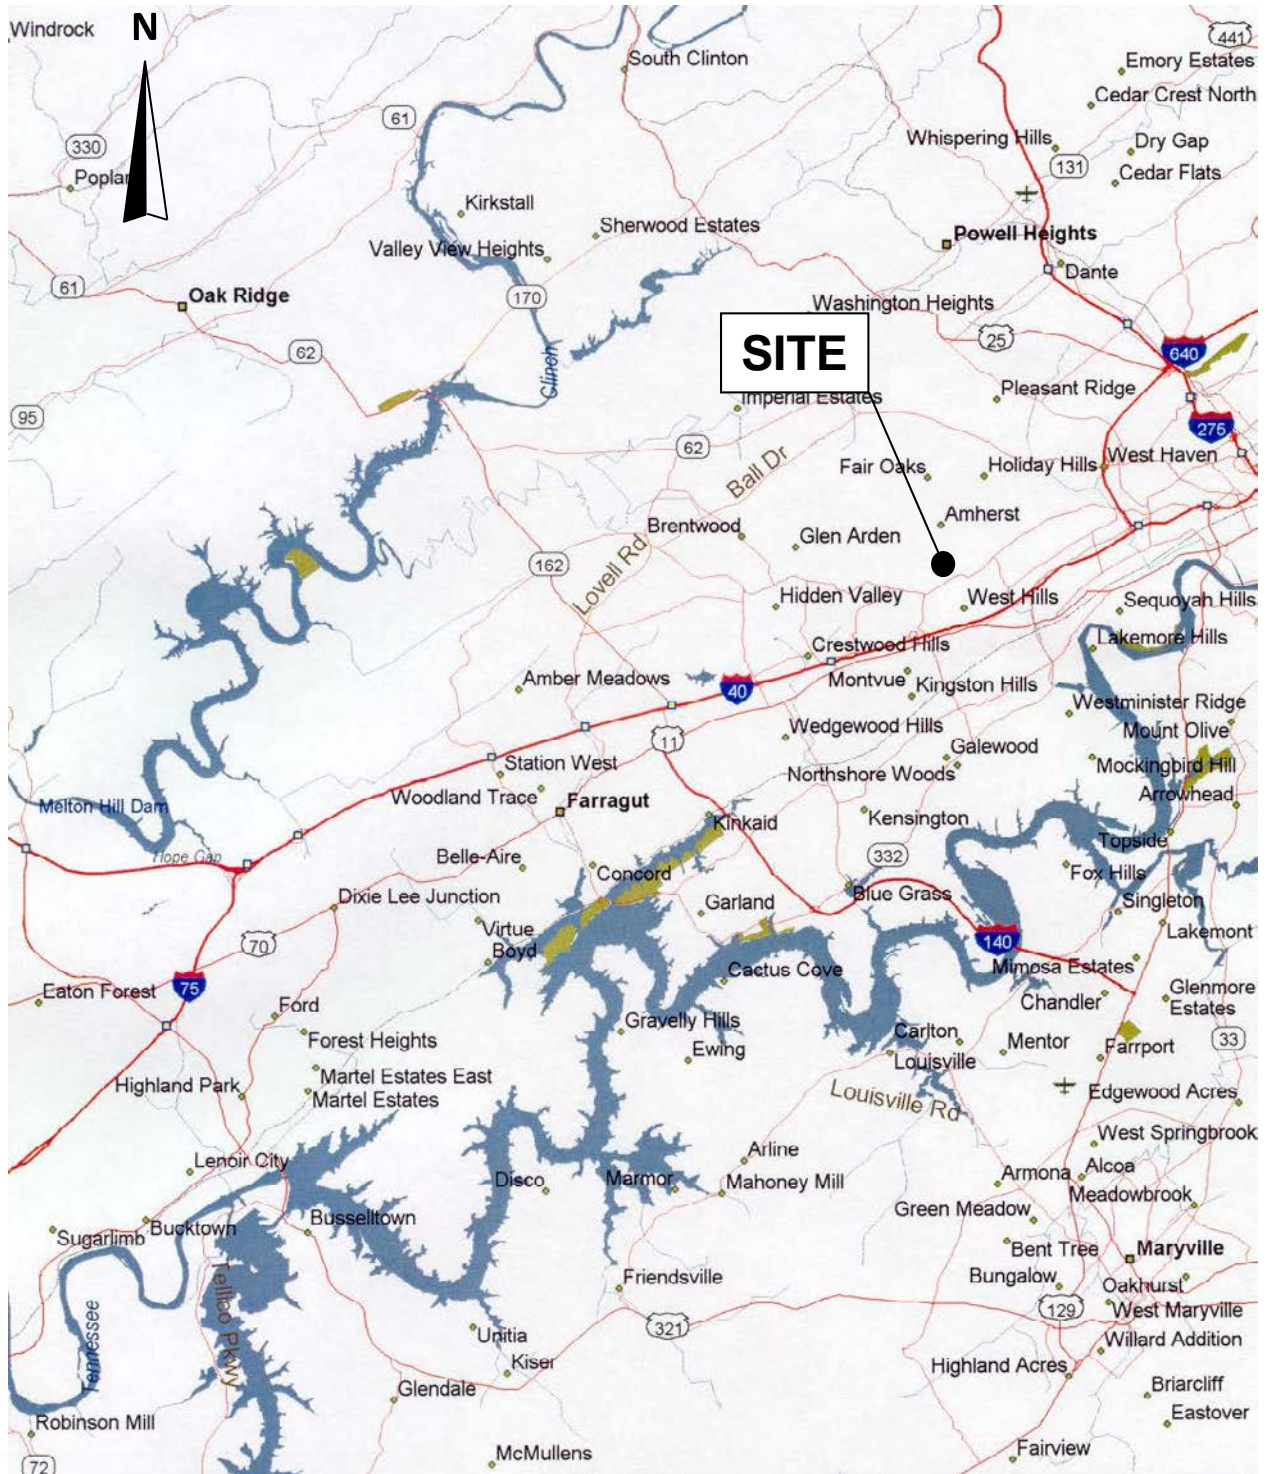 Windrock
N
441
South Clinton
Emory Estates
Cedar Crest North
61
Whispering Hills
Dry Gap
330
131
Cedar Flats
Kirkstall
Sherwood Estates
Powell Heights
Valley View Heights
Dante
61
Oak Ridge
170
Washington Heights
25
SITE
62
640
Clinch
Pleasant Ridge
Imperial Estates
95
275
62
Ball Dr
Fair Oaks
Holiday Hills
West Haven
Amherst
Brentwood
Glen Arden
162
Lovell Rd
Hidden Valley
West Hills
Sequoyah Hills
Crestwood Hills
Lakemore Hills
Amber Meadows
40
Montvue
Kingston Hills
Westminister Ridge
Wedgewood Hills
Mount Olive
11
Galewood
Station West
Northshore Woods
Mockingbird Hill
Woodland Trace
Farragut
Arrowhead
Melton Hill Dam
Kinkaid
Kensington
Topside
Hope Gap
Belle-Aire
332
Concord
Fox Hills
Dixie Lee Junction
Garland
Blue Grass
Singleton
Virtue
Lakemont
70
Boyd
140
Cactus Cove
Mimosa Estates
Eaton Forest
75
Ford
Chandler
Glenmore
Estates
Gravelly Hills
Carlton
Mentor
Farrport
33
Forest Heights
Ewing
Louisville
Martel Estates East
Highland Park
Martel Estates
Louisville Rd
Edgewood Acres
West Springbrook
Arline
Lenoir City
Armona
Alcoa
Disco
Marmor
Mahoney Mill
Meadowbrook
Green Meadow
Bucktown
Busselltown
Sugarlimb
Bent Tree
Maryville
Friendsville
Bungalow
Oakhurst
Tellico Pkwy
129
West Maryville
321
Tennessee
Unitia
Willard Addition
Kiser
Highland Acres
Glendale
Briarcliff
Eastover
Robinson Mill
McMullens
Fairview
72